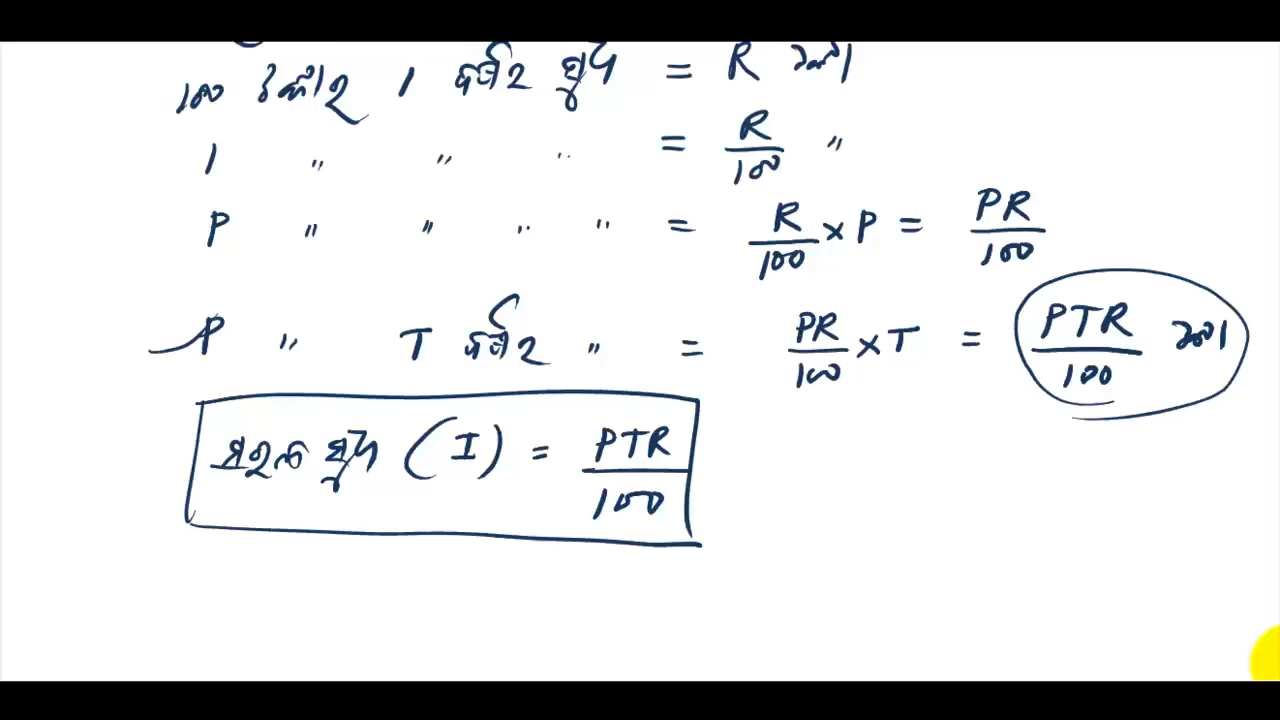 100 ଟଙ୍କାର 1 ବର୍ଷର ସୁଧ = R ଟଙ୍କା
1 " " " = R/100 "
P " " " " = R/100 × P = PR/100
P " T ବର୍ଷର " = PR/100 × T = PTR/100 ଟଙ୍କା
ସରଳ ସୁଧ (I) = PTR/100